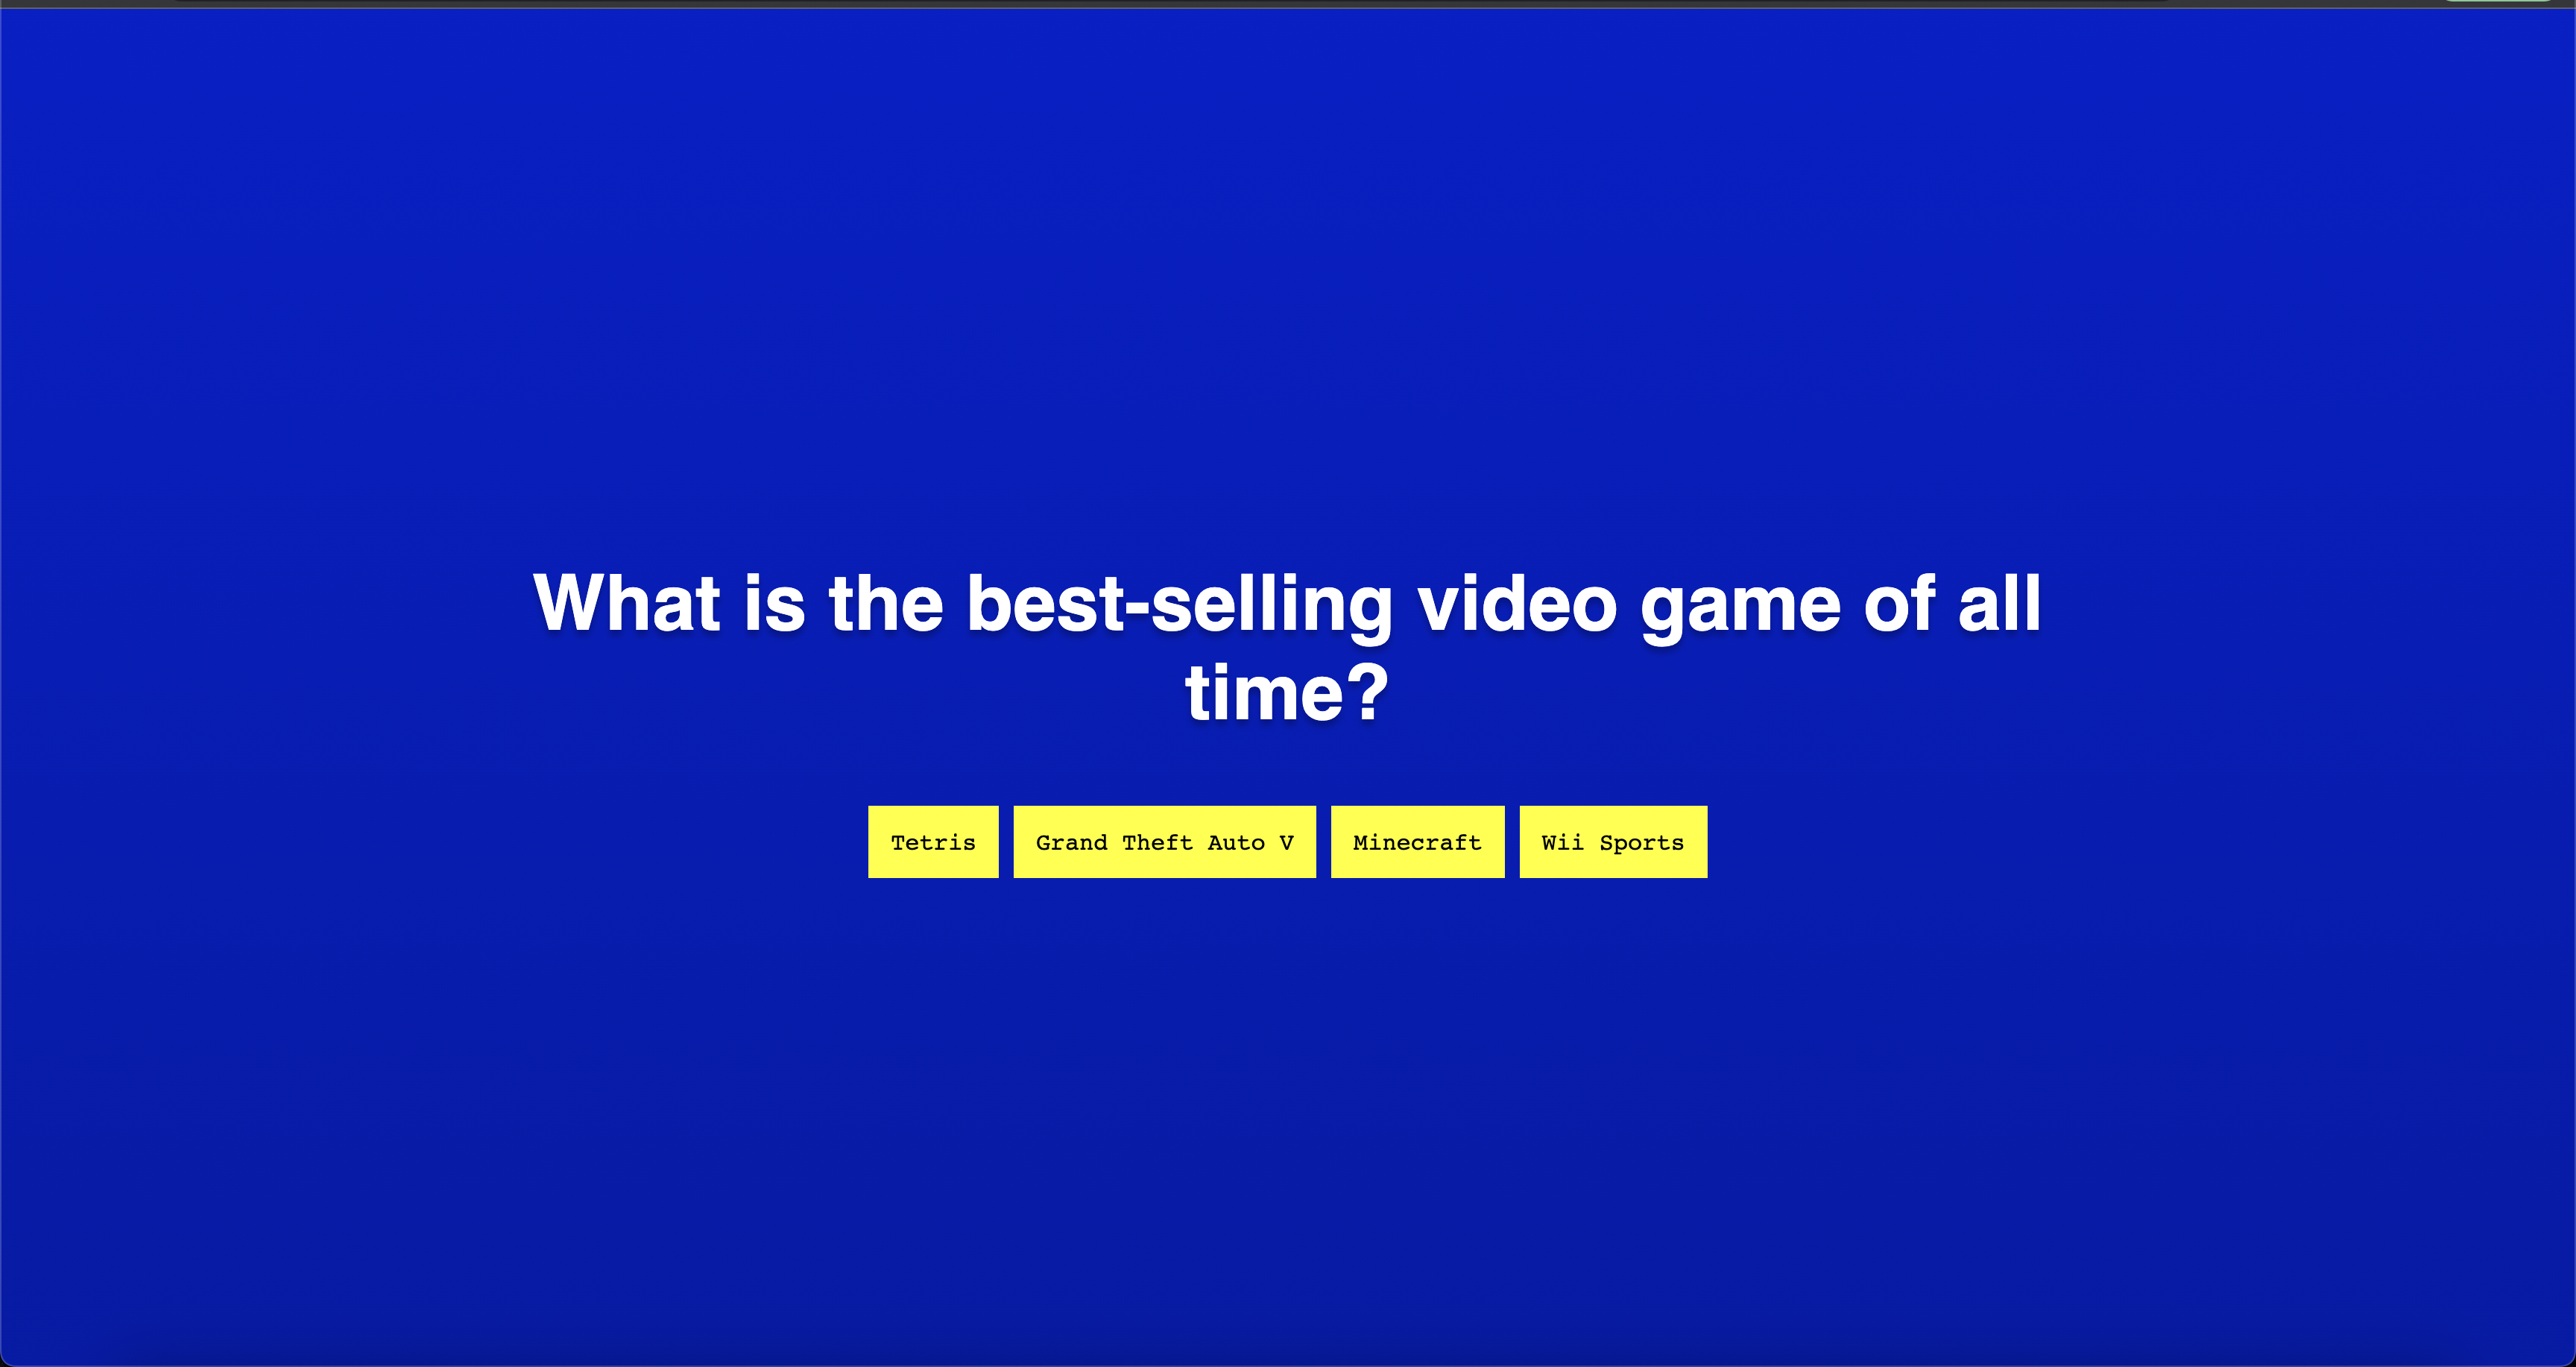 What is the best-selling video game of all
time?
Tetris
Grand Theft Auto V
Minecraft
Wii Sports